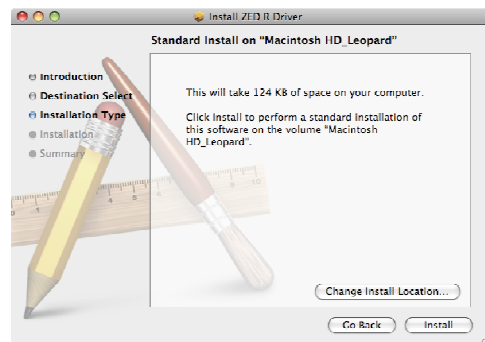 Install ZED R Driver
Standard Install on “Macintosh HD_Leopard”
Introduction
Destination Select
Installation Type
Installation
Summary
This will take 124 KB of space on your computer.
Click Install to perform a standard installation of
this software on the volume “Macintosh
HD_Leopard”.
Change Install Location...
Go Back
Install